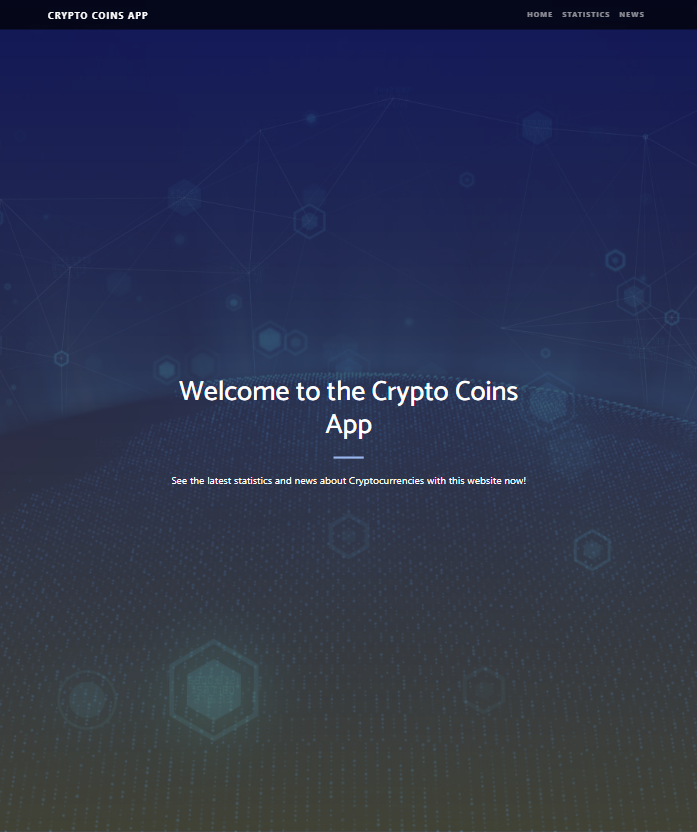 CRYPTO COINS APP
HOME STATISTICS NEWS
Welcome to the Crypto Coins
App
See the latest statistics and news about Cryptocurrencies with this website now!